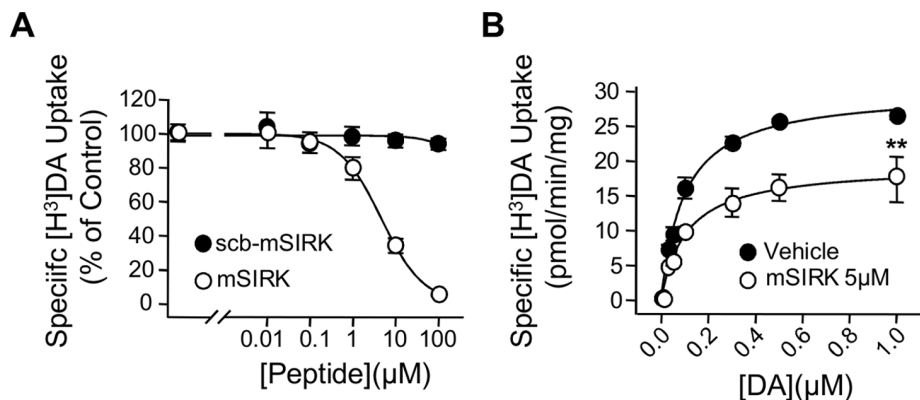 A
Speciifc [H³]DA Uptake
(% of Control)
120
100
80
60
40
20
0
scb-mSIRK
mSIRK
0.01
0.1
1
10
100
[Peptide](µM)
B
Specific [H³]DA Uptake
(pmol/min/mg)
30
25
20
15
10
5
0
**
Vehicle
mSIRK 5µM
0.0
0.2
0.4
0.6
0.8
1.0
[DA](µM)